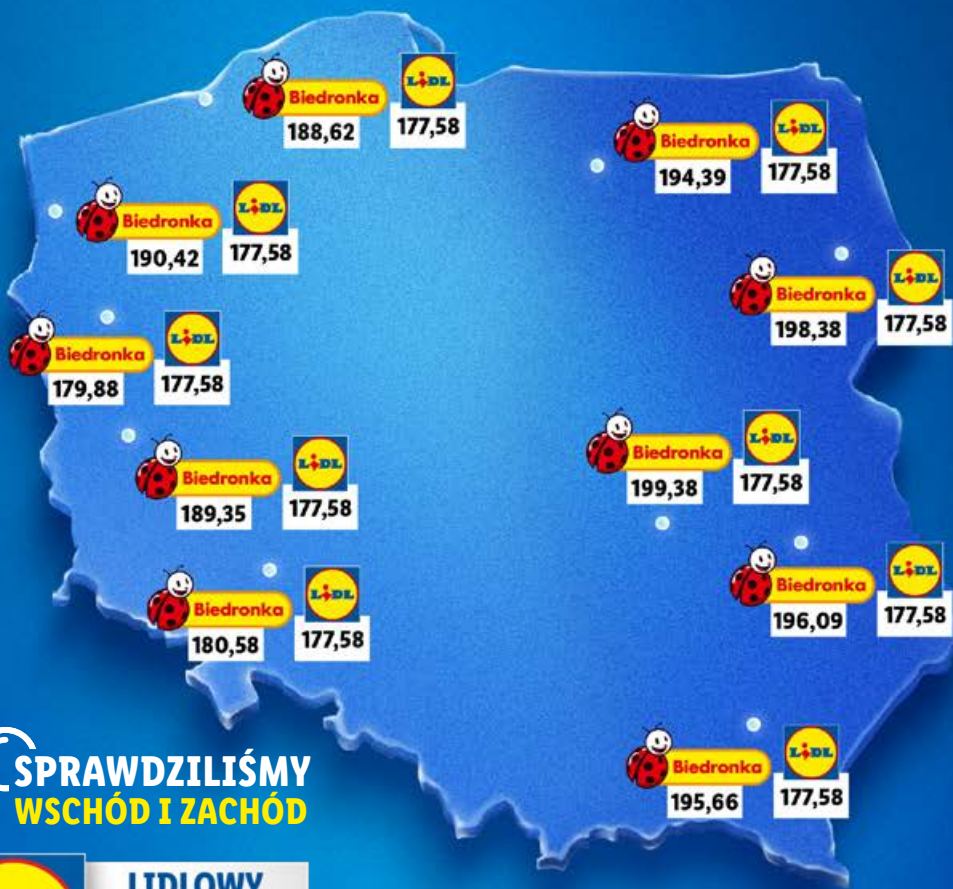 LIDL
Biedronka
188,62
177,58
LIDL
Biedronka
194,39
177,58
LIDL
Biedronka
190,42
177,58
LIDL
Biedronka
198,38
177,58
LIDL
Biedronka
179,88
177,58
LIDL
Biedronka
199,38
177,58
LIDL
Biedronka
189,35
177,58
LIDL
Biedronka
196,09
177,58
LIDL
Biedronka
180,58
177,58
LIDL
Biedronka
195,66
177,58
SPRAWDZILIŚMY
WSCHÓD I ZACHÓD
LIDLOWY